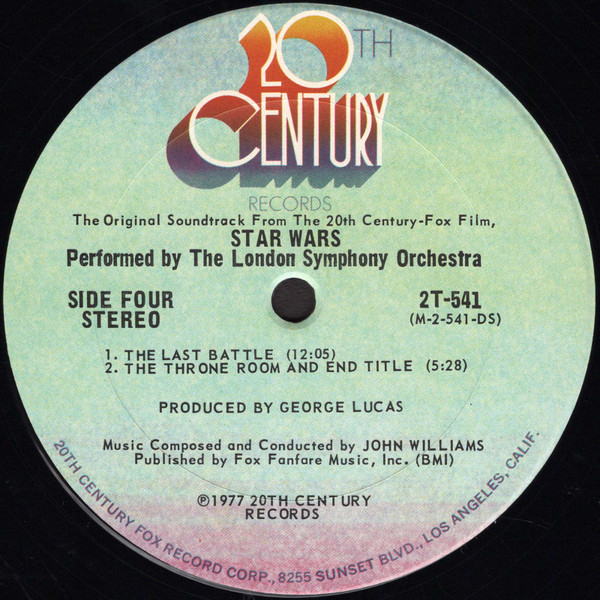 20TH
CENTURY
RECORDS
The Original Soundtrack From The 20th Century-Fox Film,
STAR WARS
Performed by The London Symphony Orchestra
SIDE FOUR
STEREO
2T-541
(M-2-541-DS)
1. THE LAST BATTLE (12:05)
2. THE THRONE ROOM AND END TITLE (5:28)
PRODUCED BY GEORGE LUCAS
Music Composed and Conducted by JOHN WILLIAMS
Published by Fox Fanfare Music, Inc. (BMI)
℗1977 20TH CENTURY
RECORDS
20TH CENTURY FOX RECORD CORP., 8255 SUNSET BLVD., LOS ANGELES, CALIF.